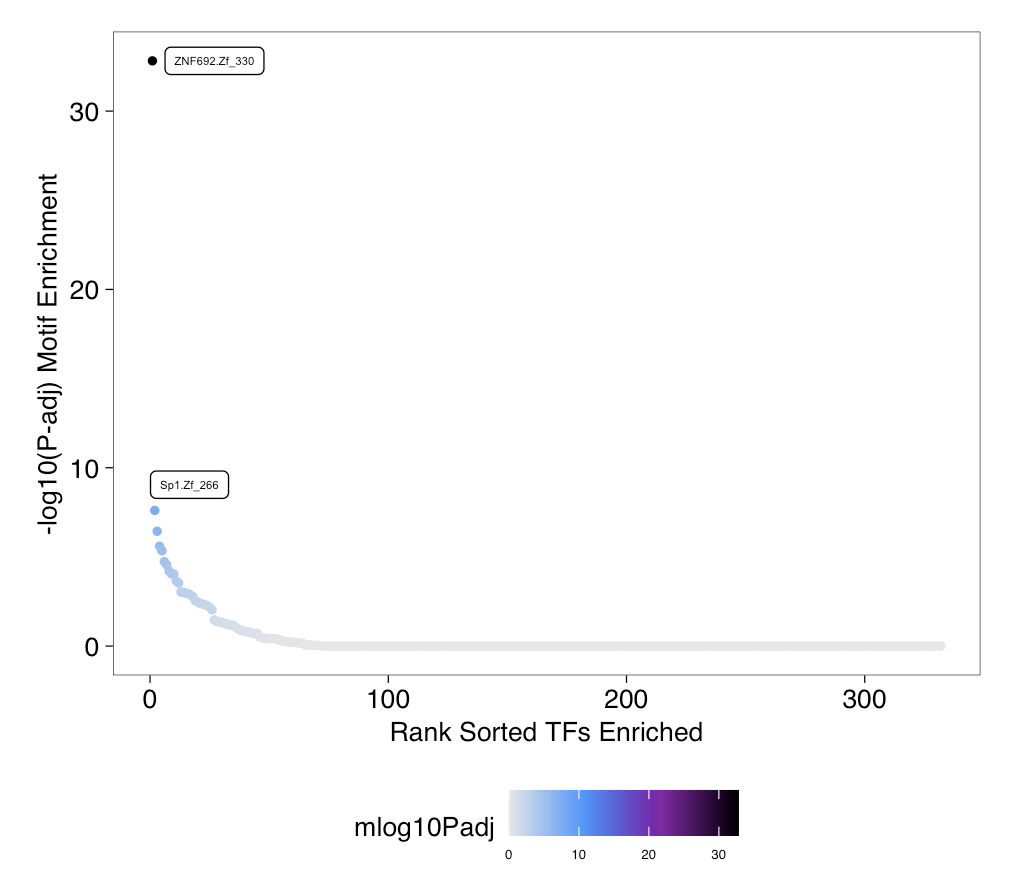 ZNF692.Zf_330
30
20
10
0
-log10(P-adj) Motif Enrichment
Sp1.Zf_266
0 100 200 300
Rank Sorted TFs Enriched
mlog10Padj
0 10 20 30